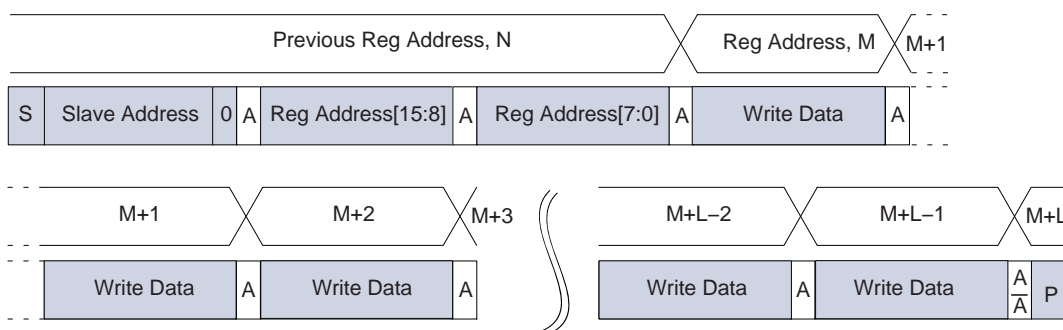 Previous Reg Address, N Reg Address, M M+1
S Slave Address 0 A Reg Address[15:8] A Reg Address[7:0] A Write Data A
M+1 M+2 M+3 M+L–2 M+L–1 M+L
Write Data A Write Data A Write Data A Write Data A
A̅ P